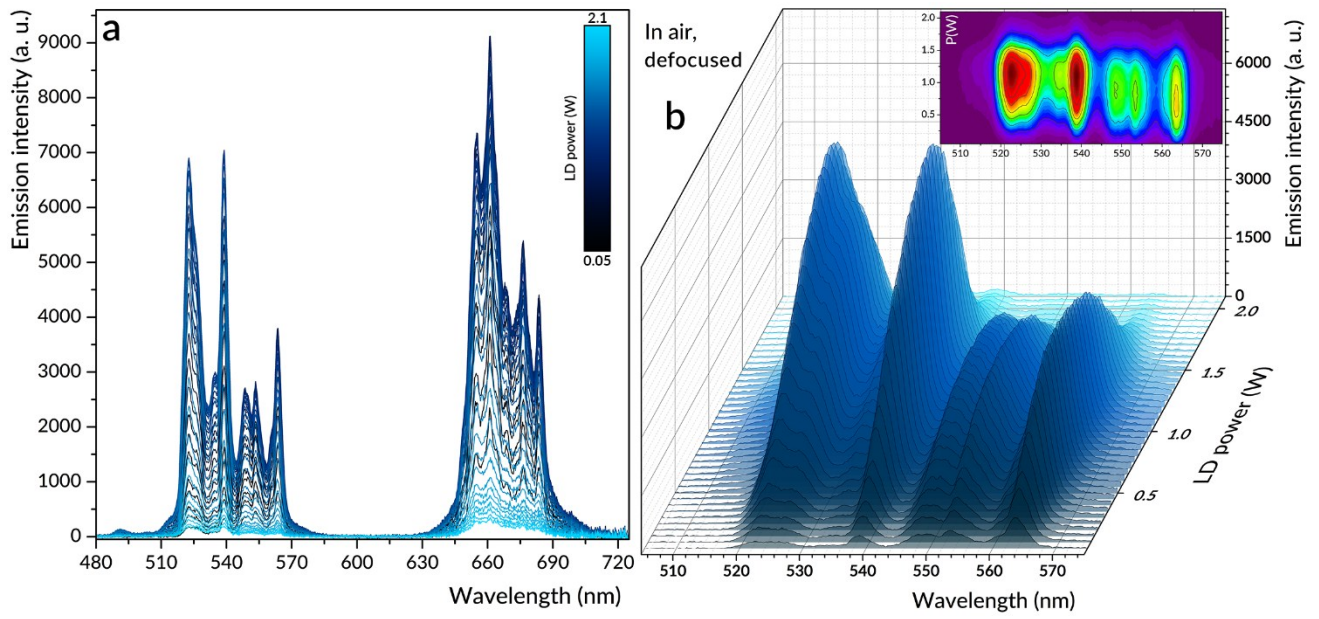 a
2.1
LD power (W)
0.05
Emission intensity (a. u.)
9000
8000
7000
6000
5000
4000
3000
2000
1000
0
480 510 540 570 600 630 660 690 720
Wavelength (nm)
In air,
defocused
b
P(W)
2.0
1.5
1.0
0.5
510 520 530 540 550 560 570
Emission intensity (a. u.)
6000
4500
3000
1500
0
2.0
1.5
1.0
0.5
LD power (W)
510 520 530 540 550 560 570
Wavelength (nm)